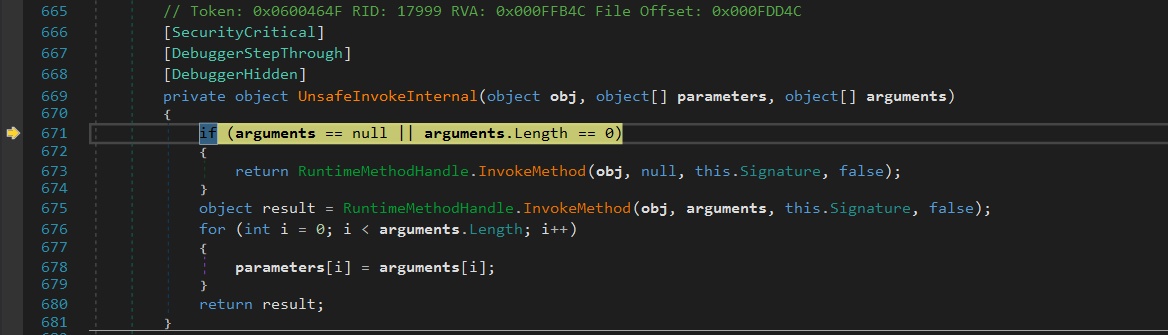 665 // Token: 0x0600464F RID: 17999 RVA: 0x000FFB4C File Offset: 0x000FDD4C
666 [SecurityCritical]
667 [DebuggerStepThrough]
668 [DebuggerHidden]
669 private object UnsafeInvokeInternal(object obj, object[] parameters, object[] arguments)
670 {
671 if (arguments == null || arguments.Length == 0)
672 {
673 return RuntimeMethodHandle.InvokeMethod(obj, null, this.Signature, false);
674 }
675 object result = RuntimeMethodHandle.InvokeMethod(obj, arguments, this.Signature, false);
676 for (int i = 0; i < arguments.Length; i++)
677 {
678 parameters[i] = arguments[i];
679 }
680 return result;
681 }